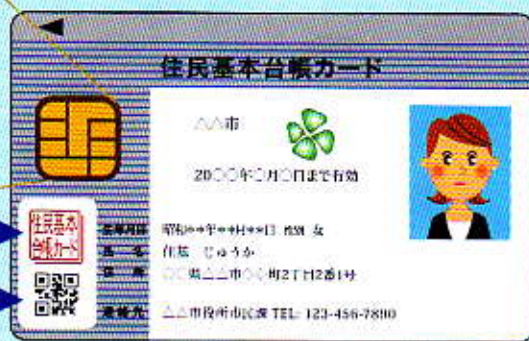 住民基本台帳カード
△△市
20○○年○月○日まで有効
住民基本
台帳カード
昭和**年**月**日 性別 女
住基 じゅうか
○○県△△市○○町2丁目2番1号
連絡先 △△市役所市民課 TEL: 123-456-7890